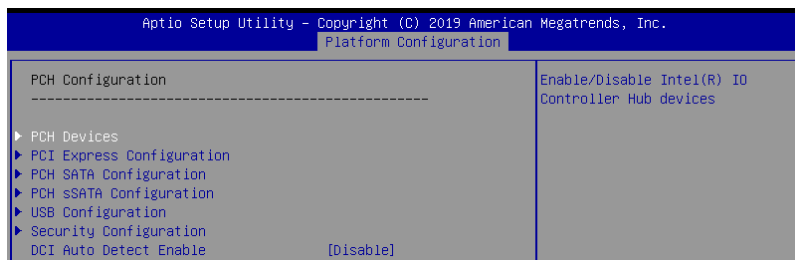 Aptio Setup Utility – Copyright (C) 2019 American Megatrends, Inc.
Platform Configuration
PCH Configuration
--------------------------------------------------
Enable/Disable Intel(R) IO
Controller Hub devices
PCH Devices
PCI Express Configuration
PCH SATA Configuration
PCH sSATA Configuration
USB Configuration
Security Configuration
DCI Auto Detect Enable [Disable]